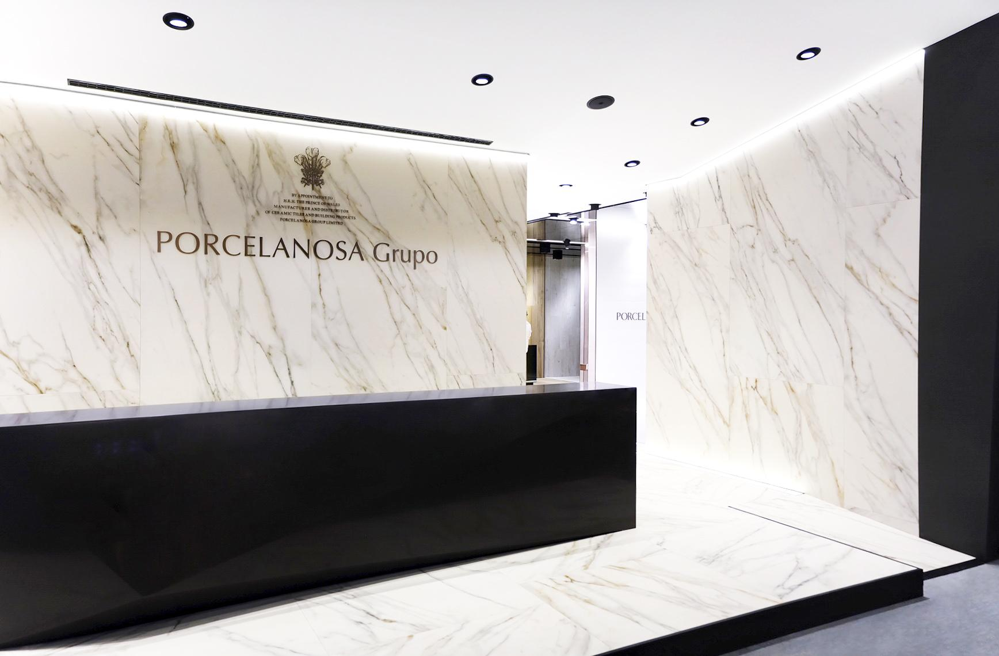 BY APPOINTMENT TO
H.R.H. THE PRINCE OF WALES
MANUFACTURER AND DISTRIBUTOR
OF CERAMIC TILES AND BUILDING PRODUCTS
PORCELANOSA GROUP LIMITED
PORCELANOSA Grupo
PORCEL